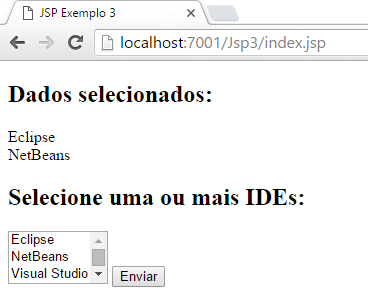 JSP Exemplo 3
localhost:7001/Jsp3/index.jsp
Dados selecionados:
Eclipse
NetBeans
Selecione uma ou mais IDEs:
Eclipse
NetBeans
Visual Studio
Enviar